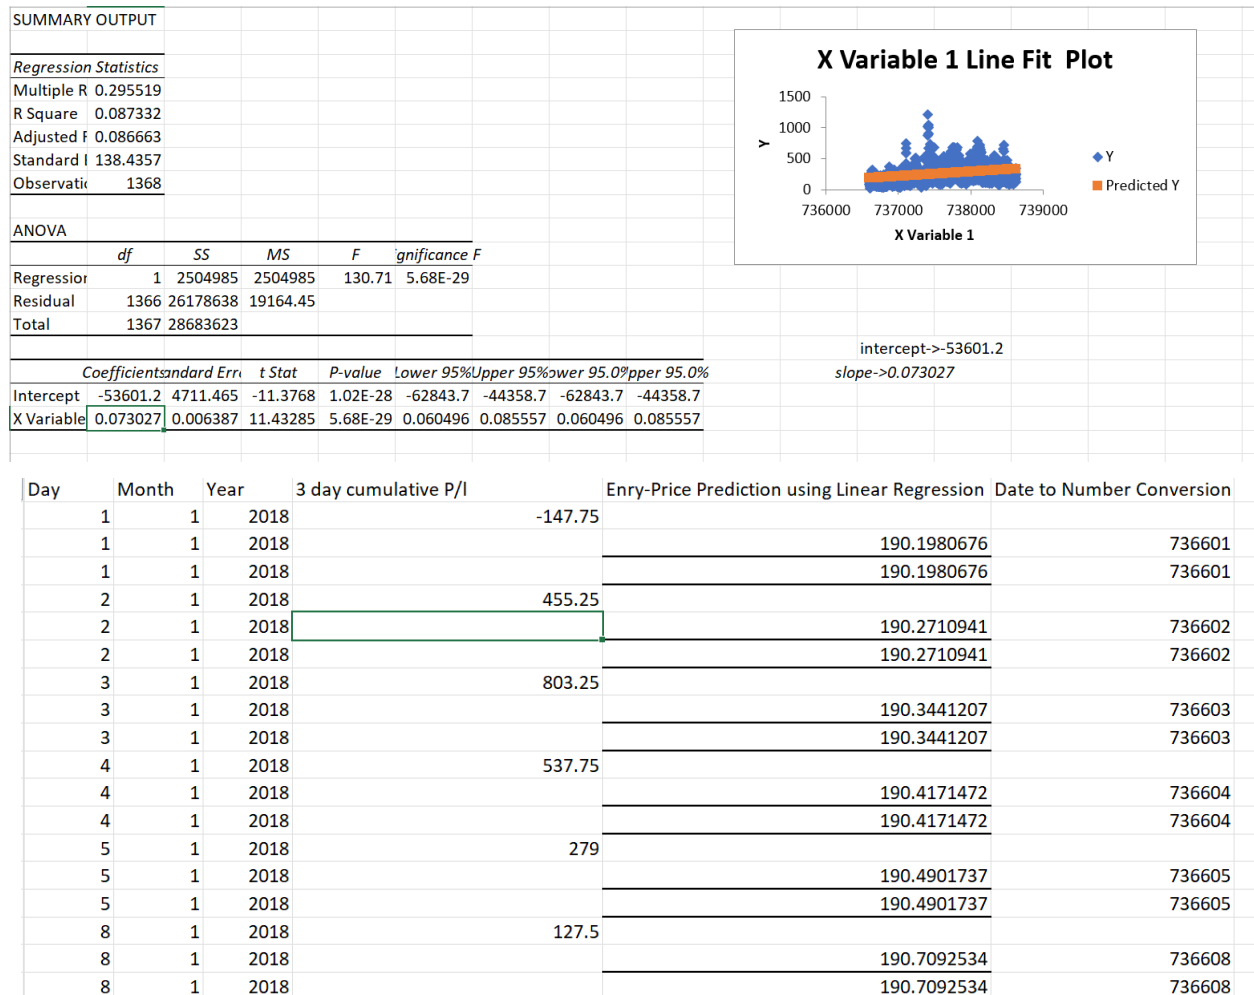 SUMMARY OUTPUT
Regression Statistics
Multiple R 0.295519
R Square 0.087332
Adjusted F 0.086663
Standard E 138.4357
Observatic 1368
ANOVA
df SS MS F ignificance F
Regression 1 2504985 2504985 130.71 5.68E-29
Residual 1366 26178638 19164.45
Total 1367 28683623
Coefficients andard Erro t Stat P-value Lower 95% Upper 95% ower 95.0% pper 95.0%
Intercept -53601.2 4711.465 -11.3768 1.02E-28 -62843.7 -44358.7 -62843.7 -44358.7
X Variable 0.073027 0.006387 11.43285 5.68E-29 0.060496 0.085557 0.060496 0.085557
X Variable 1 Line Fit Plot
1500
1000
500
0
Y
736000 737000 738000 739000
X Variable 1
Y
Predicted Y
intercept->-53601.2
slope->0.073027
Day Month Year 3 day cumulative P/l Enry-Price Prediction using Linear Regression Date to Number Conversion
1 1 2018 -147.75
1 1 2018 190.1980676 736601
1 1 2018 190.1980676 736601
2 1 2018 455.25
2 1 2018 190.2710941 736602
2 1 2018 190.2710941 736602
3 1 2018 803.25
3 1 2018 190.3441207 736603
3 1 2018 190.3441207 736603
4 1 2018 537.75
4 1 2018 190.4171472 736604
4 1 2018 190.4171472 736604
5 1 2018 279
5 1 2018 190.4901737 736605
5 1 2018 190.4901737 736605
8 1 2018 127.5
8 1 2018 190.7092534 736608
8 1 2018 190.7092534 736608